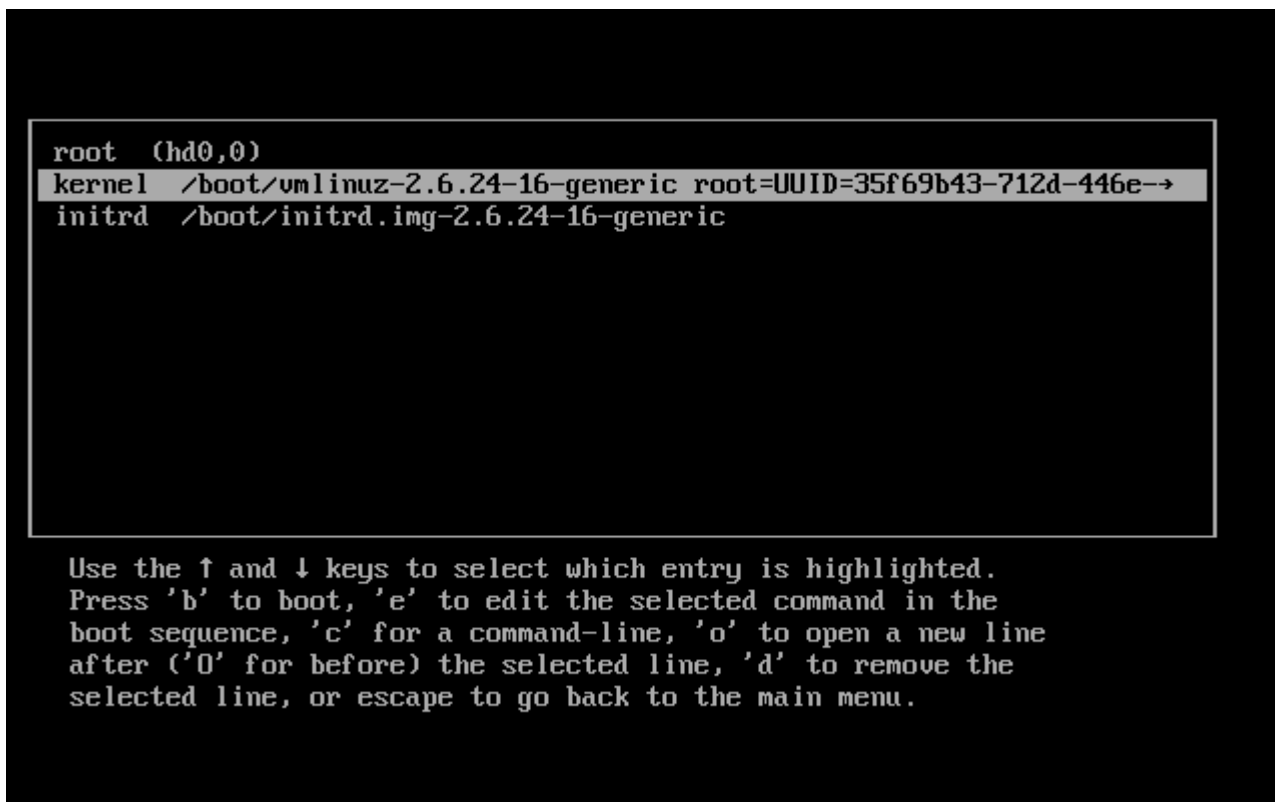 root  (hd0,0)
kernel  /boot/vmlinuz-2.6.24-16-generic root=UUID=35f69b43-712d-446e-→
initrd  /boot/initrd.img-2.6.24-16-generic
Use the ↑ and ↓ keys to select which entry is highlighted.
Press 'b' to boot, 'e' to edit the selected command in the
boot sequence, 'c' for a command-line, 'o' to open a new line
after ('O' for before) the selected line, 'd' to remove the
selected line, or escape to go back to the main menu.